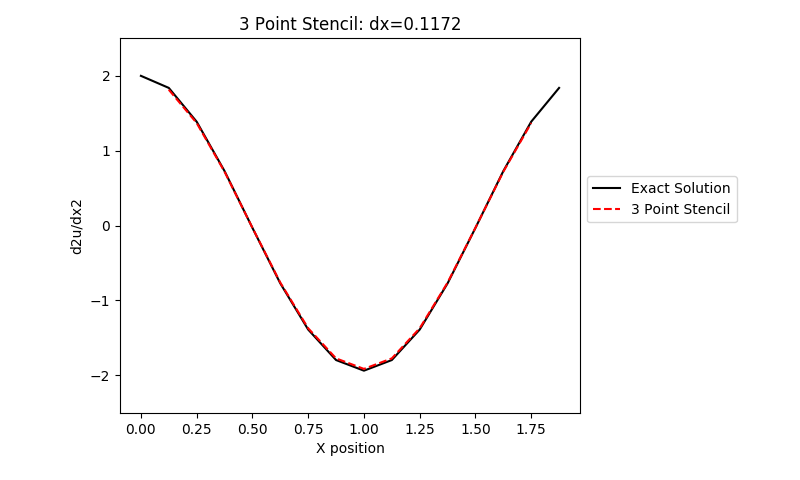 3 Point Stencil: dx=0.1172
d2u/dx2
2
1
0
−1
−2
0.00 0.25 0.50 0.75 1.00 1.25 1.50 1.75
X position
Exact Solution
3 Point Stencil